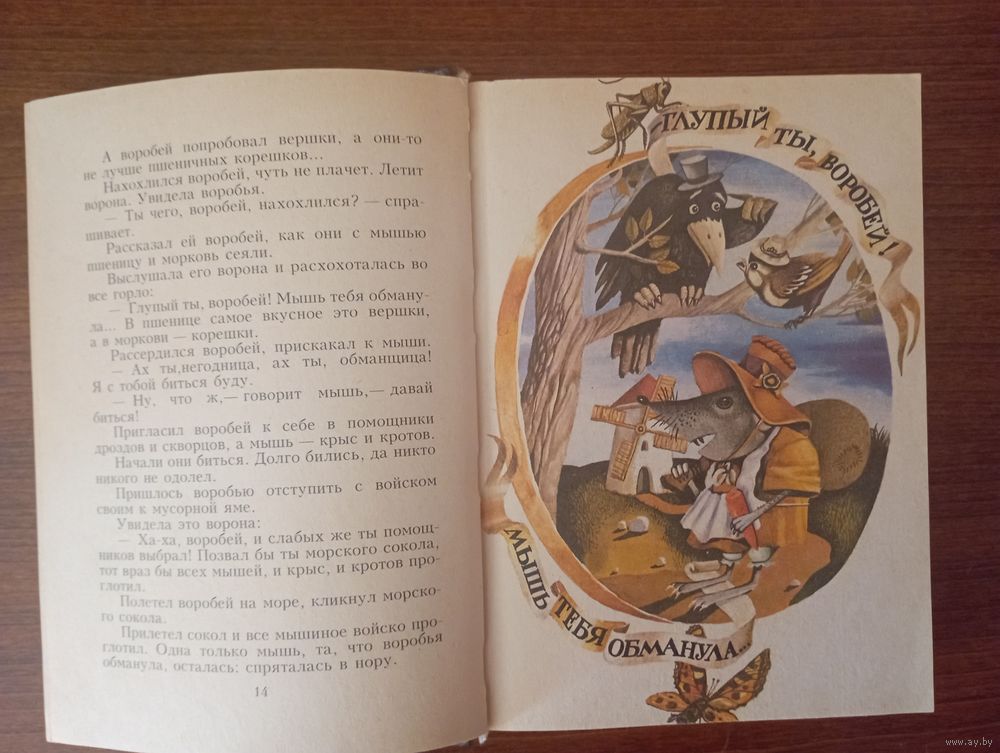 А воробей попробовал вершки, а они-то
не лучше пшеничных корешков...
Нахохлился воробей, чуть не плачет. Летит
ворона. Увидела воробья.
— Ты чего, воробей, нахохлился? — спра-
шивает.
Рассказал ей воробей, как они с мышью
пшеницу и морковь сеяли.
Выслушала его ворона и расхохоталась во
все горло:
— Глупый ты, воробей! Мышь тебя обману-
ла... В пшенице самое вкусное это вершки,
а в моркови — корешки.
Рассердился воробей, прискакал к мыши.
— Ах ты,негодница, ах ты, обманщица!
Я с тобой биться буду.
— Ну, что ж,— говорит мышь,— давай
биться!
Пригласил воробей к себе в помощники
дроздов и скворцов, а мышь — крыс и кротов.
Начали они биться. Долго бились, да никто
никого не одолел.
Пришлось воробью отступить с войском
своим к мусорной яме.
Увидела это ворона:
— Ха-ха, воробей, и слабых же ты помощ-
ников выбрал! Позвал бы ты морского сокола,
тот враз бы всех мышей, и крыс, и кротов про-
глотил.
Полетел воробей на море, кликнул морско-
го сокола.
Прилетел сокол и все мышиное войско про-
глотил. Одна только мышь, та, что воробья
обманула, осталась: спряталась в нору.
14
ГЛУПЫЙ ТЫ, ВОРОБЕЙ!
МЫШЬ ТЕБЯ ОБМАНУЛА...
www.ay.by